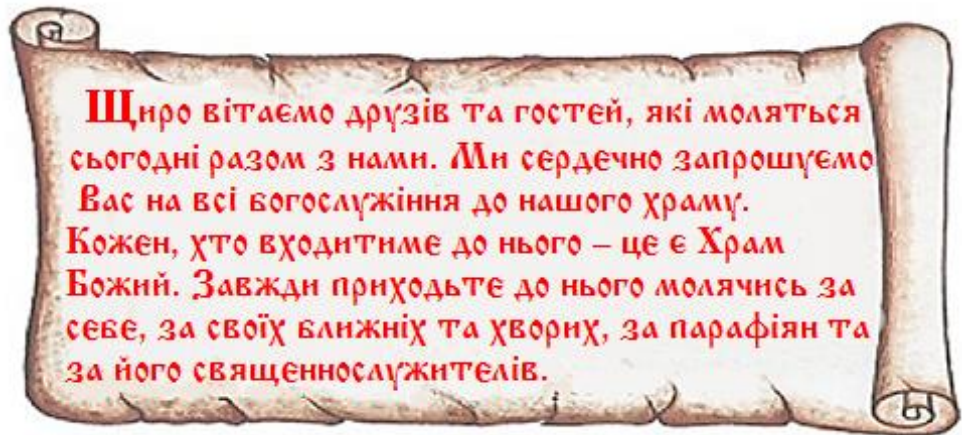 Щиро вітаємо друзів та гостей, які моляться
сьогодні разом з нами. Ми сердечно запрошуємо
Вас на всі богослужіння до нашого храму.
Кожен, хто входитиме до нього – це є Храм
Божий. Завжди приходьте до нього молячись за
себе, за своїх ближніх та хворих, за парафіян та
за його священнослужителів.